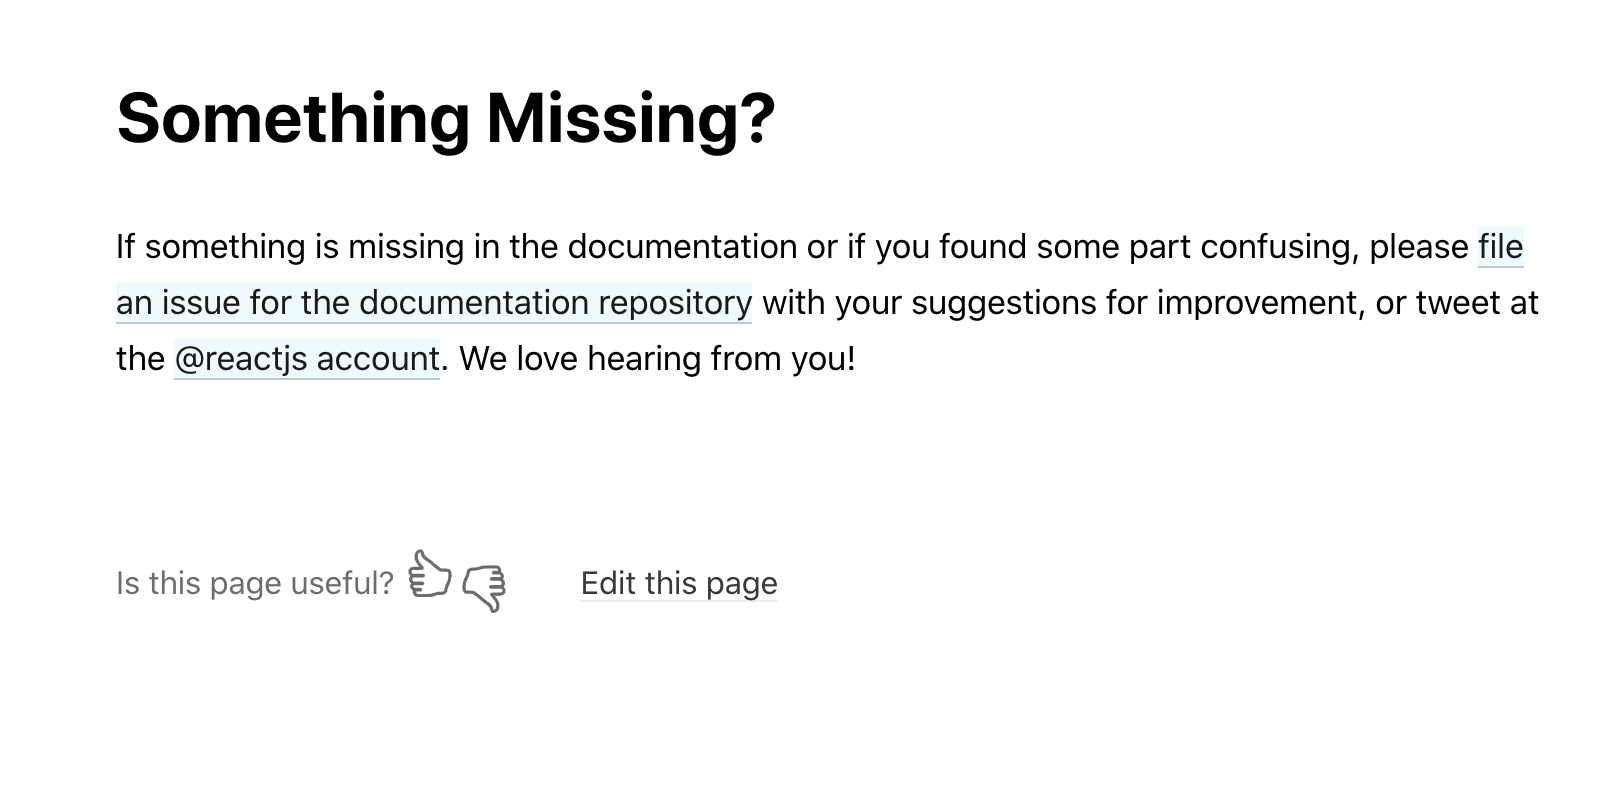 Something Missing?
If something is missing in the documentation or if you found some part confusing, please file
an issue for the documentation repository with your suggestions for improvement, or tweet at
the @reactjs account. We love hearing from you!
Is this page useful? Edit this page